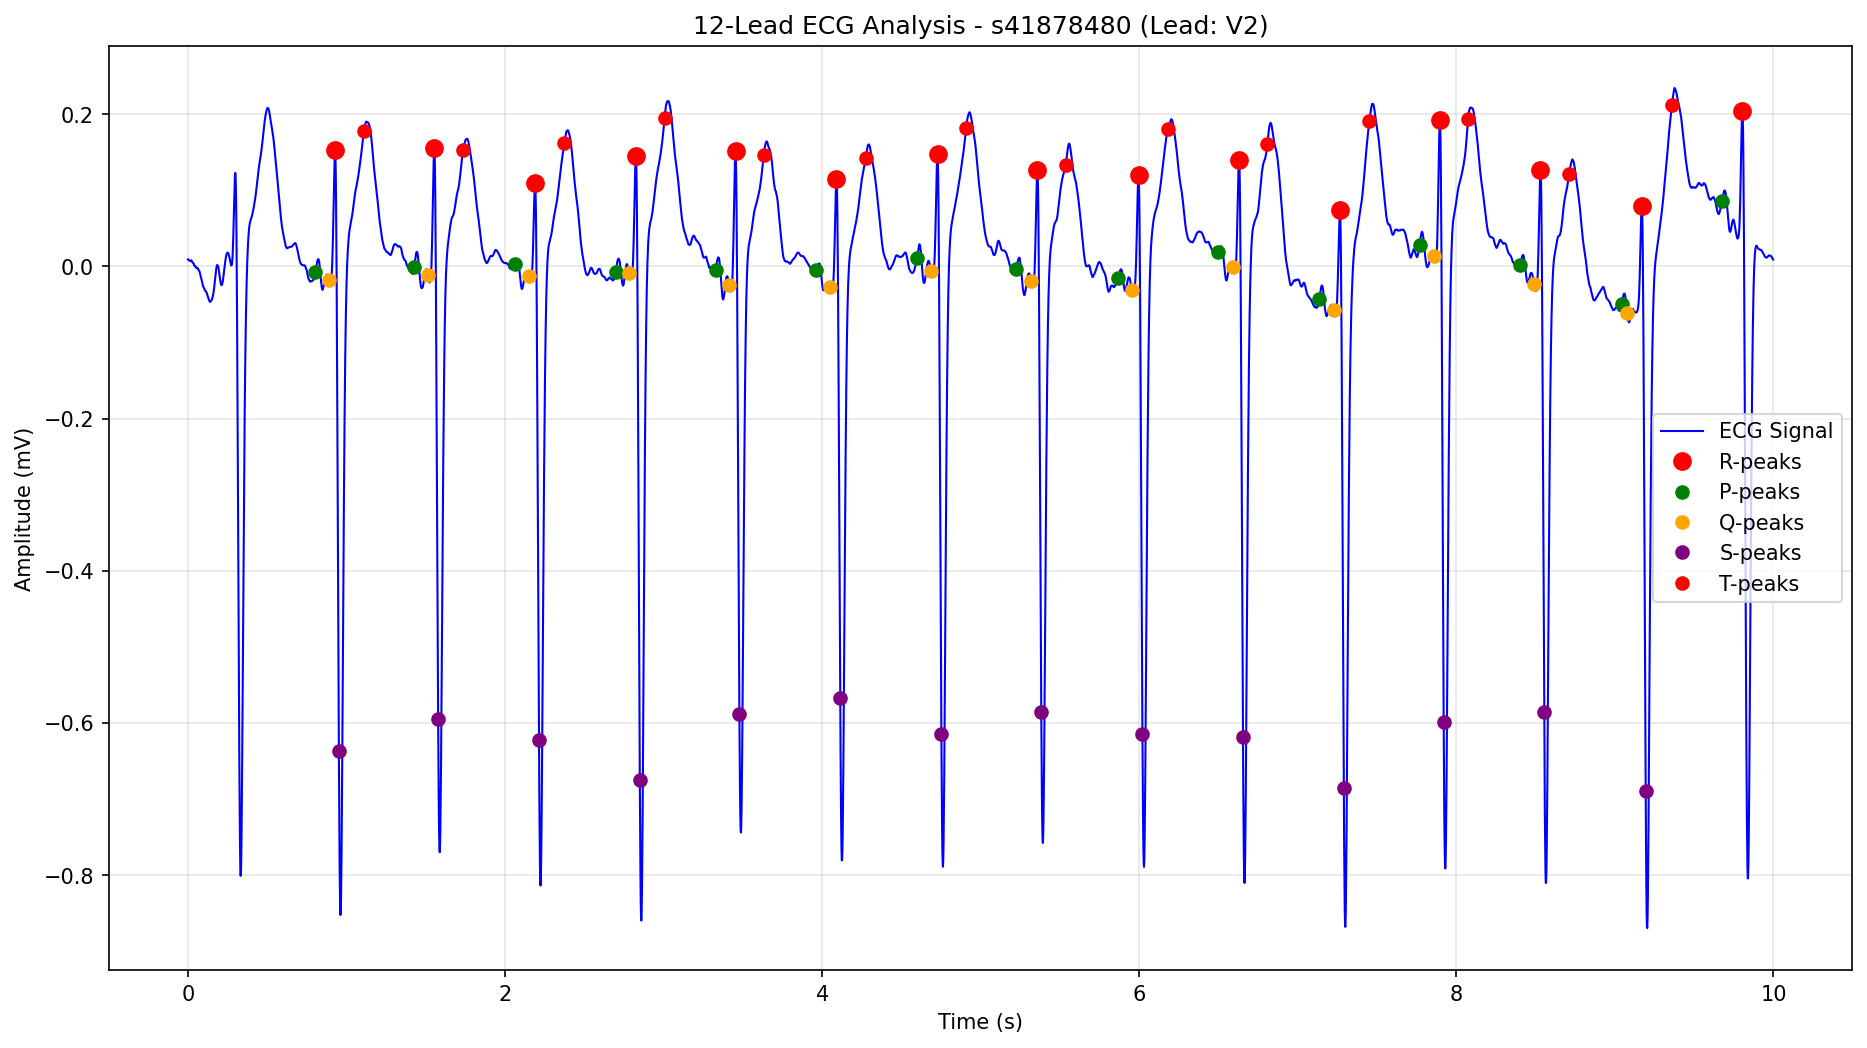 12-Lead ECG Analysis - s41878480 (Lead: V2)
Amplitude (mV)
0.2
0.0
−0.2
−0.4
−0.6
−0.8
ECG Signal
R-peaks
P-peaks
Q-peaks
S-peaks
T-peaks
0 2 4 6 8 10
Time (s)